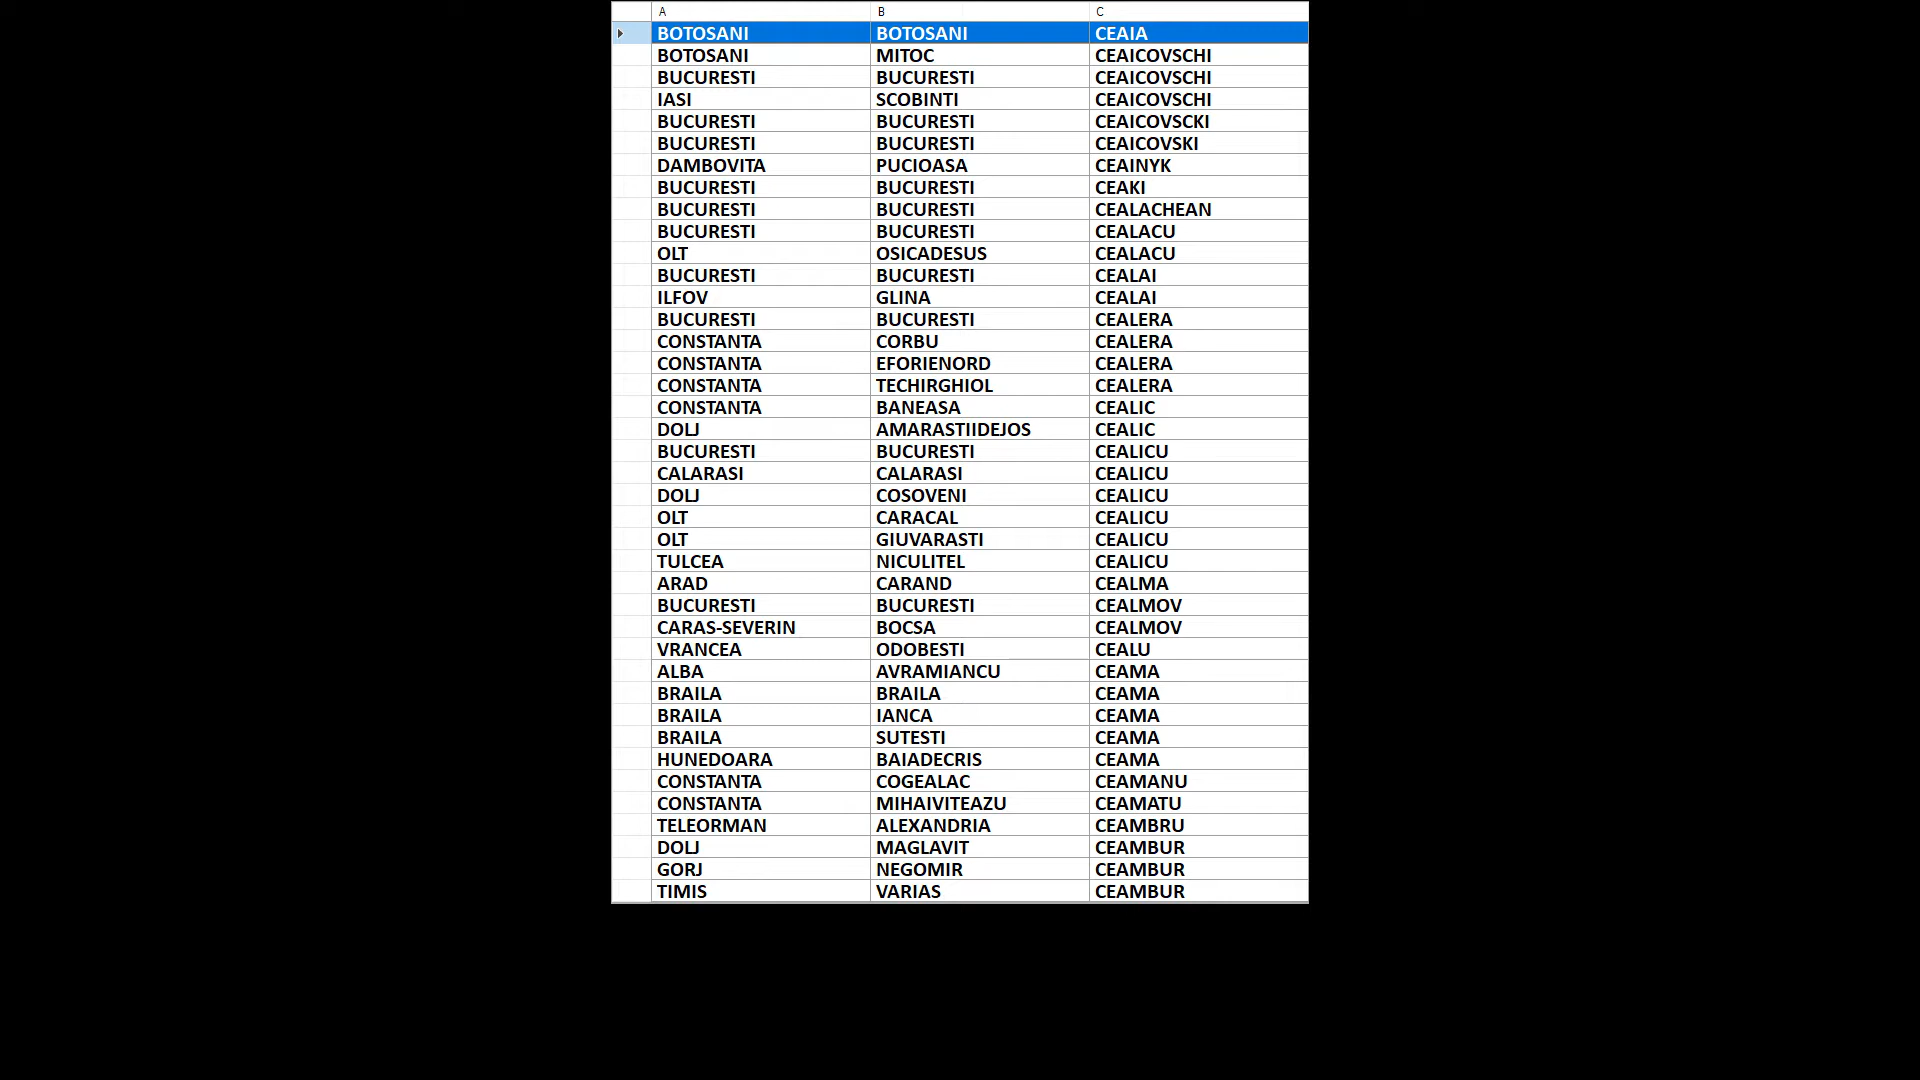 A B C
BOTOSANI BOTOSANI CEAIA
BOTOSANI MITOC CEAICOVSCHI
BUCURESTI BUCURESTI CEAICOVSCHI
IASI SCOBINTI CEAICOVSCHI
BUCURESTI BUCURESTI CEAICOVSCKI
BUCURESTI BUCURESTI CEAICOVSKI
DAMBOVITA PUCIOASA CEAINYK
BUCURESTI BUCURESTI CEAKI
BUCURESTI BUCURESTI CEALACHEAN
BUCURESTI BUCURESTI CEALACU
OLT OSICADESUS CEALACU
BUCURESTI BUCURESTI CEALAI
ILFOV GLINA CEALAI
BUCURESTI BUCURESTI CEALERA
CONSTANTA CORBU CEALERA
CONSTANTA EFORIENORD CEALERA
CONSTANTA TECHIRGHIOL CEALERA
CONSTANTA BANEASA CEALIC
DOLJ AMARASTIIDEJOS CEALIC
BUCURESTI BUCURESTI CEALICU
CALARASI CALARASI CEALICU
DOLJ COSOVENI CEALICU
OLT CARACAL CEALICU
OLT GIUVARASTI CEALICU
TULCEA NICULITEL CEALICU
ARAD CARAND CEALMA
BUCURESTI BUCURESTI CEALMOV
CARAS-SEVERIN BOCSA CEALMOV
VRANCEA ODOBESTI CEALU
ALBA AVRAMIANCU CEAMA
BRAILA BRAILA CEAMA
BRAILA IANCA CEAMA
BRAILA SUTESTI CEAMA
HUNEDOARA BAIADECRIS CEAMA
CONSTANTA COGEALAC CEAMANU
CONSTANTA MIHAIVITEAZU CEAMATU
TELEORMAN ALEXANDRIA CEAMBRU
DOLJ MAGLAVIT CEAMBUR
GORJ NEGOMIR CEAMBUR
TIMIS VARIAS CEAMBUR